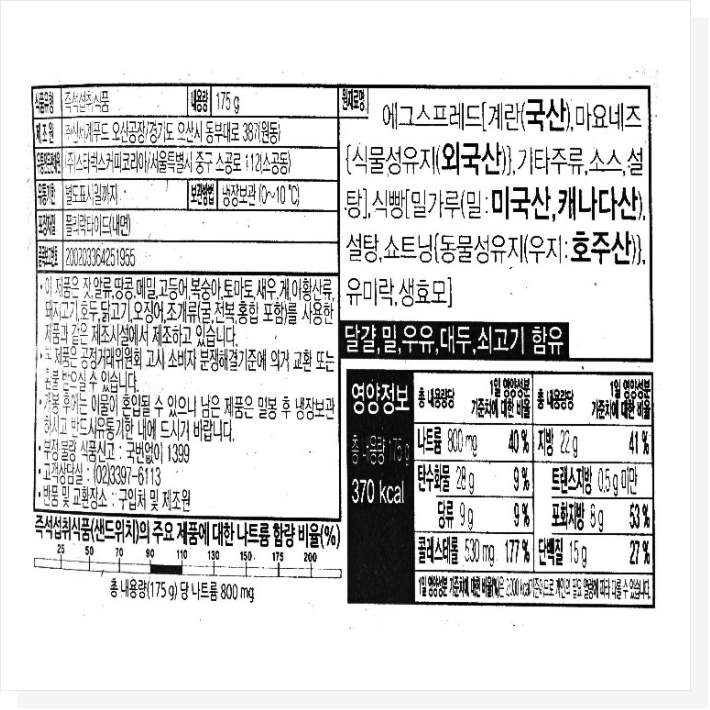 식품유형 즉석섭취식품 내용량 175 g
제 조 원 ㈜신세계푸드 오산공장/경기도 오산시 동부대로 387(원동)
㈜스타벅스커피코리아/서울특별시 중구 소공로 112(소공동)
유통기한 별도표시일까지 보관방법 냉장보관 (0~10 ℃)
포장재질 폴리락타이드(내면)
품목보고번호 200203364251955
• 이 제품은 잣,알류,땅콩,메밀,고등어,복숭아,토마토,새우,게,이황산류,
돼지고기,호두,닭고기,오징어,조개류(굴,전복,홍합 포함)를 사용한
제품과 같은 제조시설에서 제조하고 있습니다.
• 본 제품은 공정거래위원회 고시 소비자 분쟁해결기준에 의거 교환 또는
환불 받으실 수 있습니다.
• 개봉 후에는 이물이 혼입될 수 있으니 남은 제품은 밀봉 후 냉장보관
하시고 반드시유통기한 내에 드시기 바랍니다.
• 부정·불량 식품신고 : 국번없이 1399
• 고객상담실 : (02)3397-6113
• 반품 및 교환장소 : 구입처 및 제조원
즉석섭취식품(샌드위치)의 주요 제품에 대한 나트륨 함량 비율(%)
25 50 70 90 110 130 150 175 200
총 내용량(175 g) 당 나트륨 800 mg
원재료명 에그스프레드[계란(국산),마요네즈
{식물성유지(외국산)},기타주류,소스,설
탕],식빵[밀가루(밀:미국산,캐나다산),
설탕,쇼트닝{동물성유지(우지:호주산)},
유미락,생효모]
달걀,밀,우유,대두,쇠고기 함유
영양정보
총 내용량 175 g
370 kcal
총 내용량당 1일 영양성분 기준치에 대한 비율 총 내용량당 1일 영양성분 기준치에 대한 비율
나트륨 800 mg 40 % 지방 22 g 41 %
탄수화물 28 g 9 % 트랜스지방 0.5 g 미만
당류 9 g 9 % 포화지방 8 g 53 %
콜레스테롤 530 mg 177 % 단백질 15 g 27 %
1일 영양성분 기준치에 대한 비율(%)은 2,000 kcal 기준이므로 개인의 필요 열량에 따라 다를 수 있습니다.